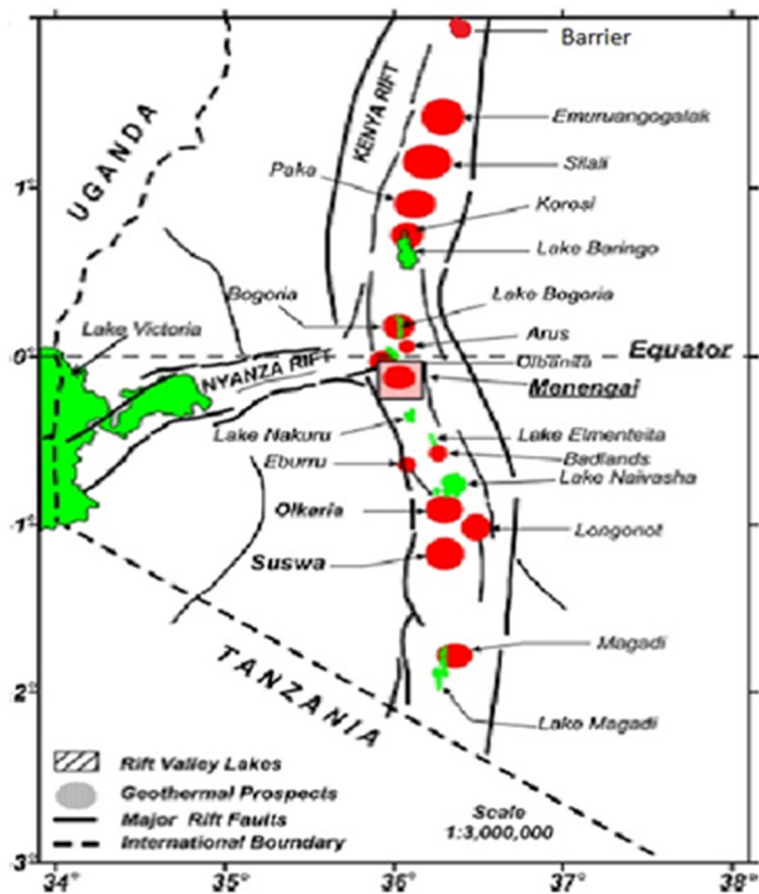 Barrier
KENYA RIFT
Emuruangogalak
UGANDA
Silali
Paka
1°
Korosi
Lake Baringo
Bogoria
Lake Bogoria
Lake Victoria
Arus
0°
Equator
Olbanita
NYANZA RIFT
Menengai
Lake Nakuru
Lake Elmenteita
Eburru
Badlands
Lake Naivasha
Olkaria
-1°
Longonot
Suswa
Magadi
TANZANIA
2°
Lake Magadi
Rift Valley Lakes
Geothermal Prospects
Major Rift Faults
International Boundary
Scale
1:3,000,000
3°
34° 35° 36° 37° 38°